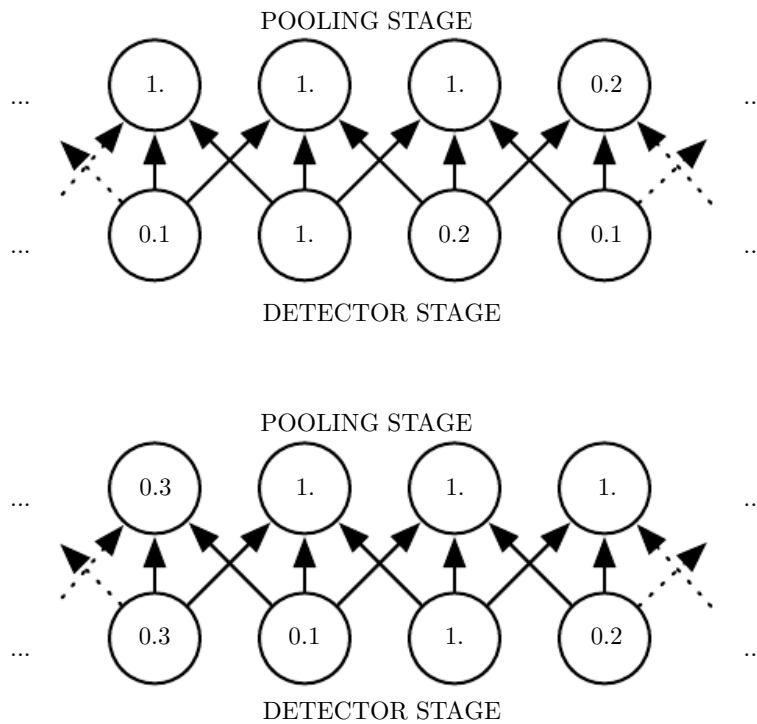 POOLING STAGE
... 1. 1. 1. 0.2 ..
... 0.1 1. 0.2 0.1 ..
DETECTOR STAGE
POOLING STAGE
... 0.3 1. 1. 1. ..
... 0.3 0.1 1. 0.2 ..
DETECTOR STAGE